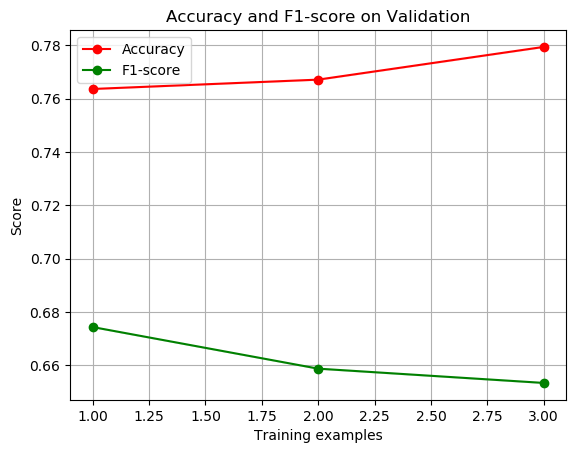 Accuracy and F1-score on Validation
Accuracy
F1-score
0.78
0.76
0.74
0.72
0.70
0.68
0.66
Score
1.00 1.25 1.50 1.75 2.00 2.25 2.50 2.75 3.00
Training examples